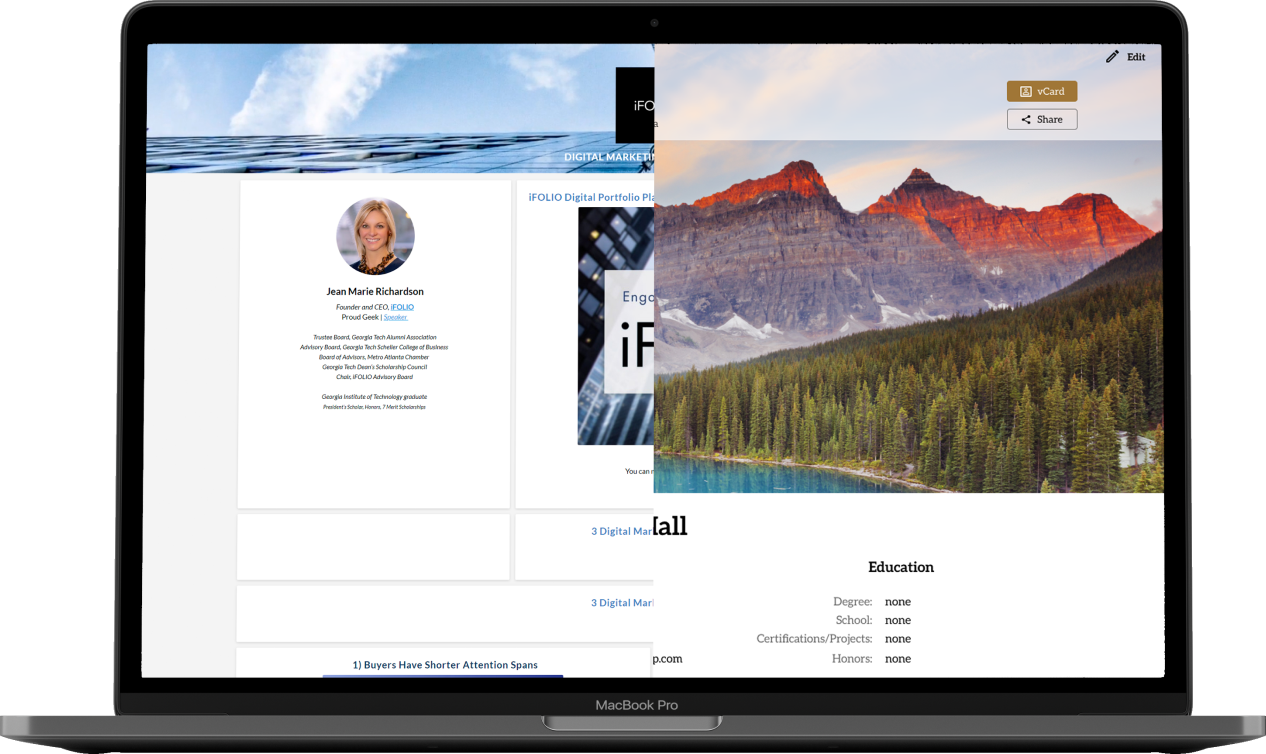 Edit
vCard
Share
iFO
a
DIGITAL MARKETI
Jean Marie Richardson
Founder and CEO, iFOLIO
Proud Geek | Speaker
Trustee Board, Georgia Tech Alumni Association
Advisory Board, Georgia Tech Scheller College of Business
Board of Advisors, Metro Atlanta Chamber
Georgia Tech Dean's Scholarship Council
Chair, iFOLIO Advisory Board
Georgia Institute of Technology graduate
President's Scholar, Honors, 7 Merit Scholarships
iFOLIO Digital Portfolio Pla
Enga
iF
You can
3 Digital Mar
3 Digital Mar
1) Buyers Have Shorter Attention Spans
all
Education
Degree: none
School: none
Certifications/Projects: none
p.com
Honors: none
MacBook Pro